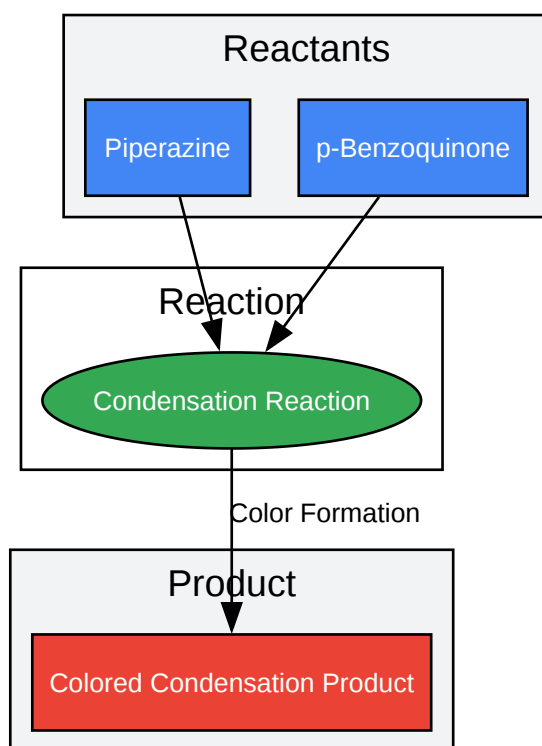 Reactants
Piperazine
p-Benzoquinone
Reaction
Condensation Reaction
Color Formation
Product
Colored Condensation Product